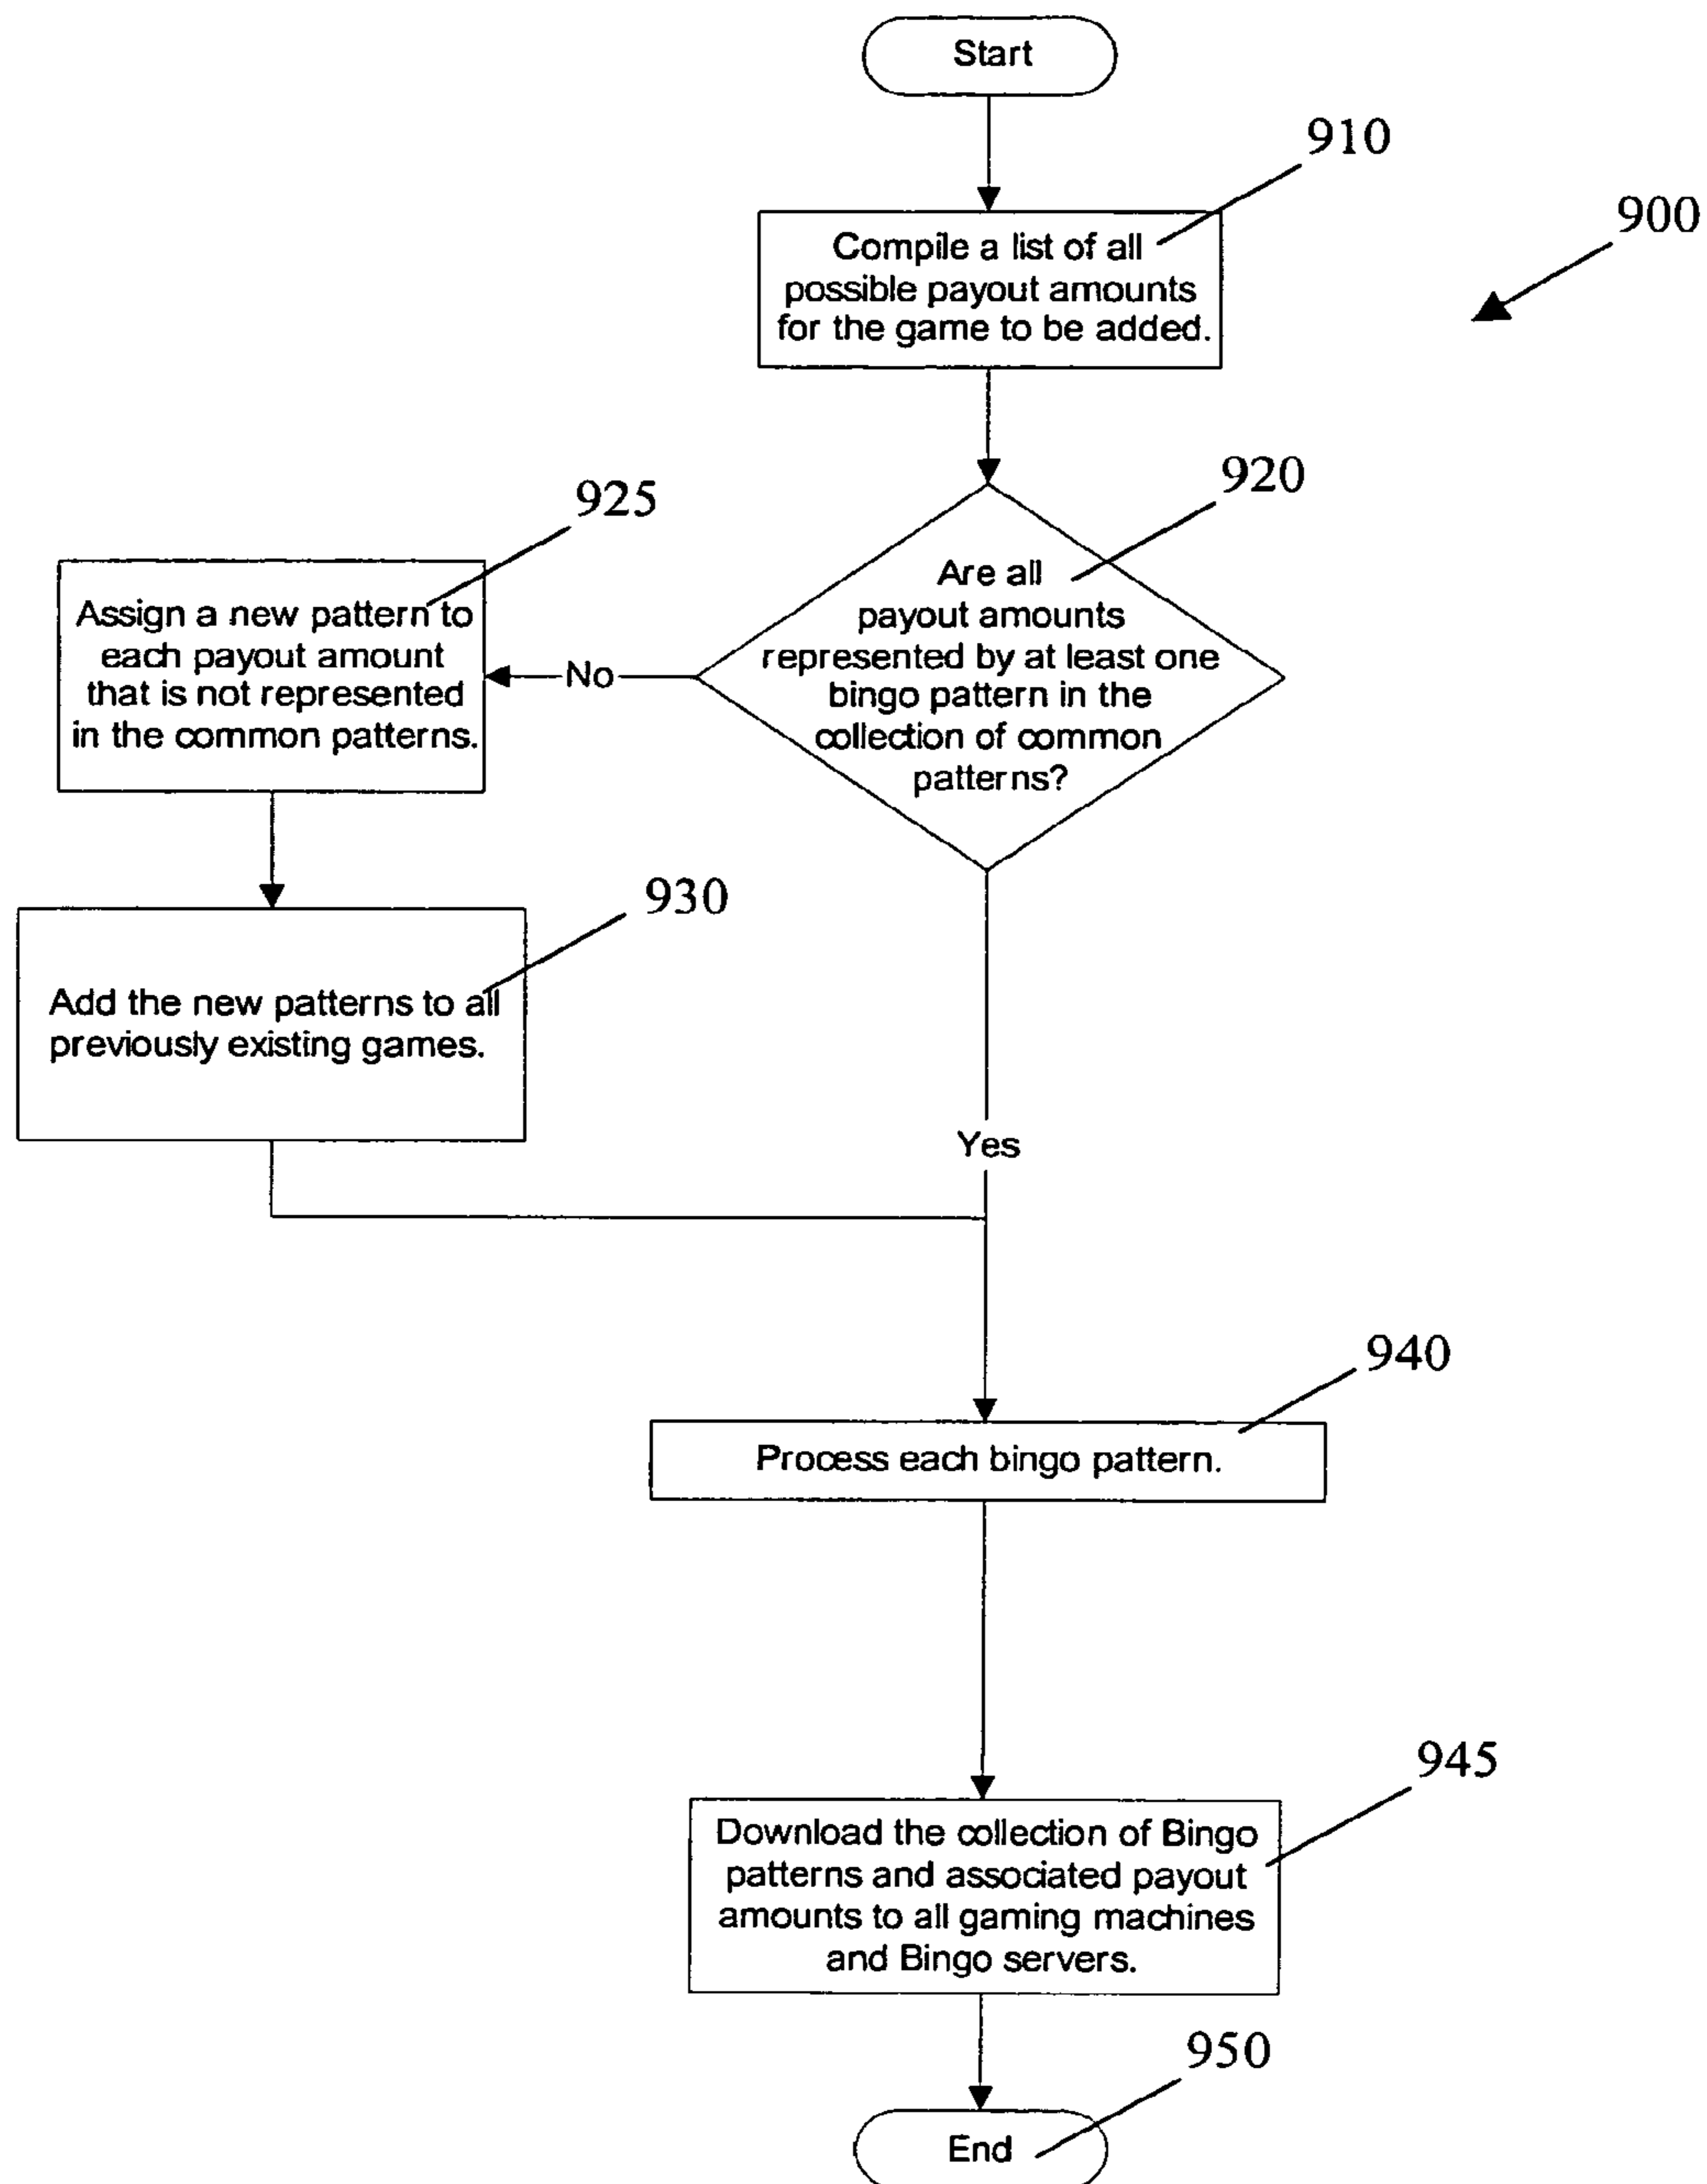 Start
910
900
Compile a list of all
possible payout amounts
for the game to be added.
920
925
Are all
payout amounts
represented by at least one
bingo pattern in the
collection of common
patterns?
No
Assign a new pattern to
each payout amount
that is not represented
in the common patterns.
930
Add the new patterns to all
previously existing games.
Yes
940
Process each bingo pattern.
945
Download the collection of Bingo
patterns and associated payout
amounts to all gaming machines
and Bingo servers.
950
End